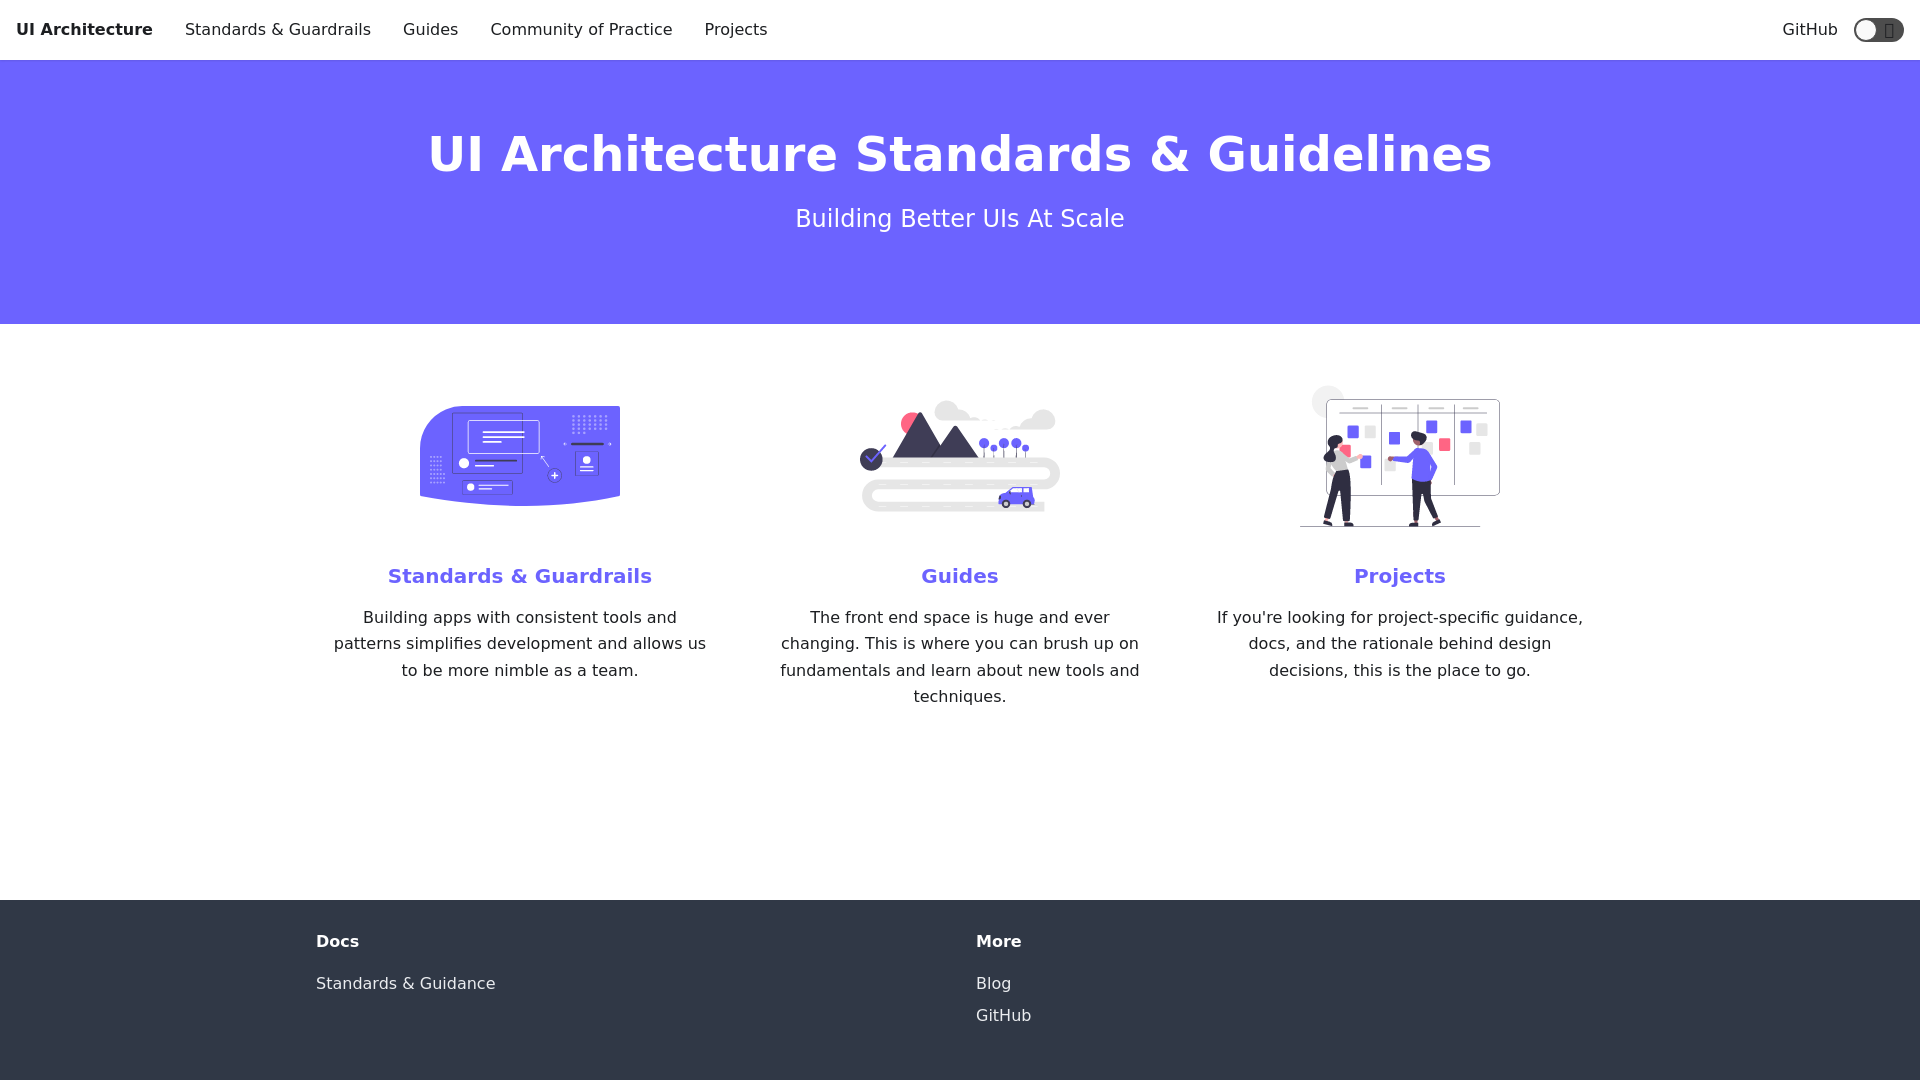 UI Architecture Standards & Guardrails Guides Community of Practice Projects GitHub
UI Architecture Standards & Guidelines
Building Better UIs At Scale
Standards & Guardrails
Building apps with consistent tools and
patterns simplifies development and allows us
to be more nimble as a team.
Guides
The front end space is huge and ever
changing. This is where you can brush up on
fundamentals and learn about new tools and
techniques.
Projects
If you're looking for project-specific guidance,
docs, and the rationale behind design
decisions, this is the place to go.
Docs
Standards & Guidance
More
Blog
GitHub